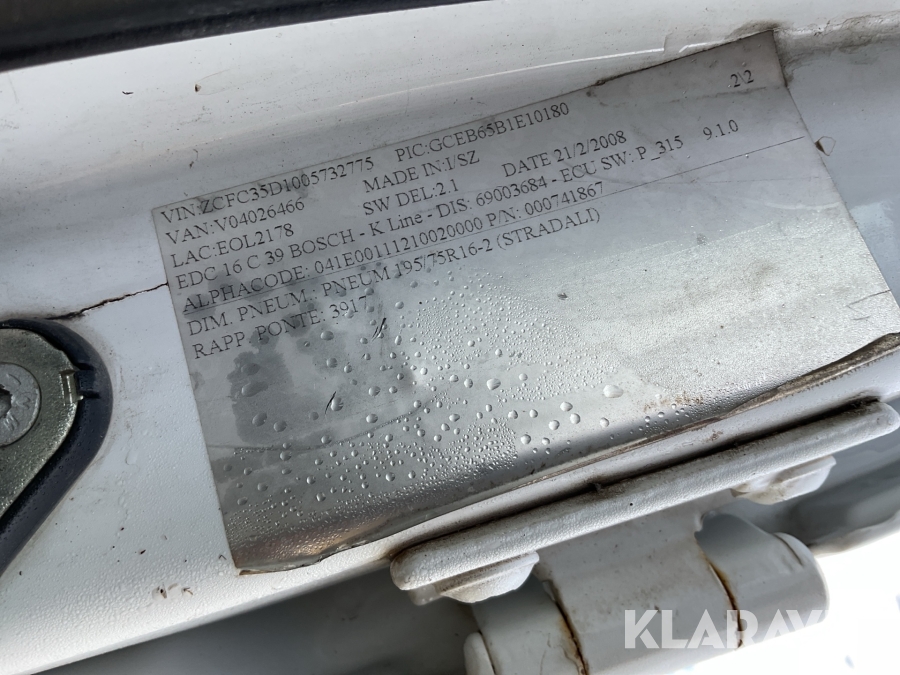 VIN:ZCFC35D1005732775 PIC:GCEB65B1E10180 2\2
VAN:V04026466 MADE IN:I/SZ
LAC:EOL2178 SW DEL:2.1 DATE 21/2/2008
EDC 16 C 39 BOSCH - K Line - DIS: 69003684 - ECU SW: P_315 9.1.0
ALPHACODE: 041E00111210020000 P/N: 000741867
DIM. PNEUM. PNEUM 195/75R16-2 (STRADALI)
RAPP. PONTE: 3917
KLARAV